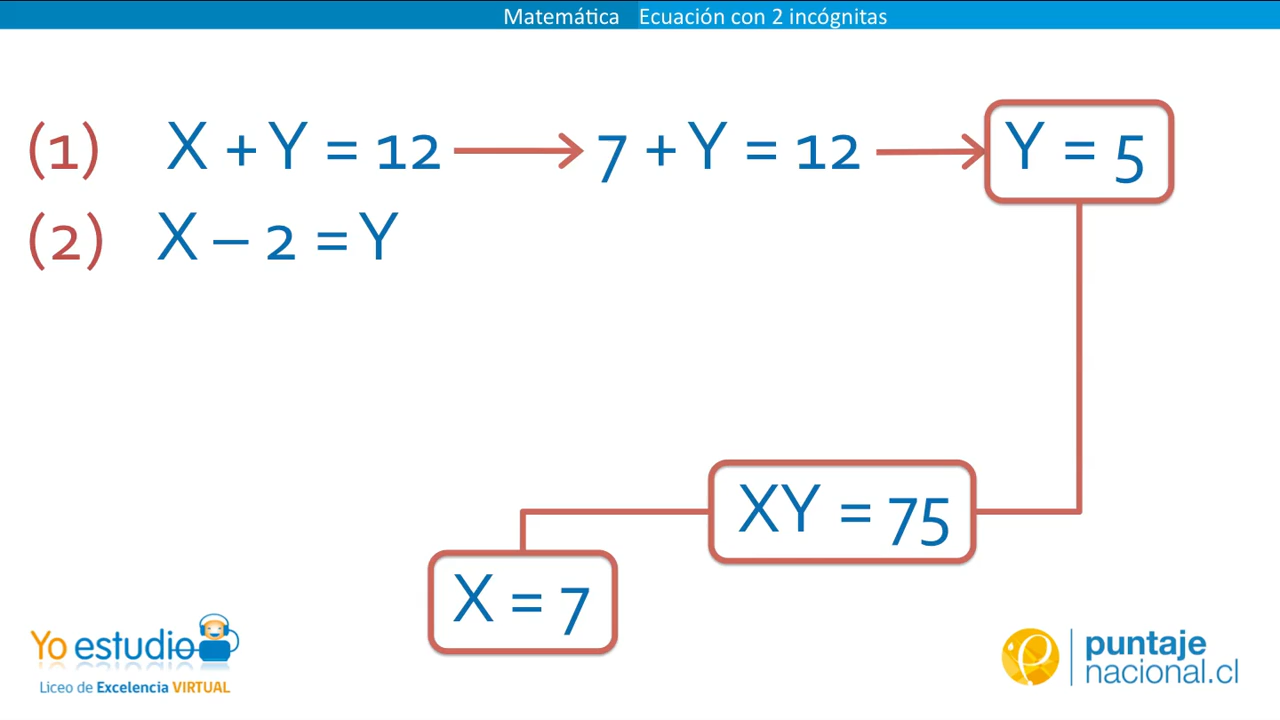 Matemática Ecuación con 2 incógnitas
(1) X + Y = 12 7 + Y = 12 Y = 5
(2) X – 2 = Y
XY = 75
X = 7
Yo estudio
Liceo de Excelencia VIRTUAL
puntaje
nacional.cl